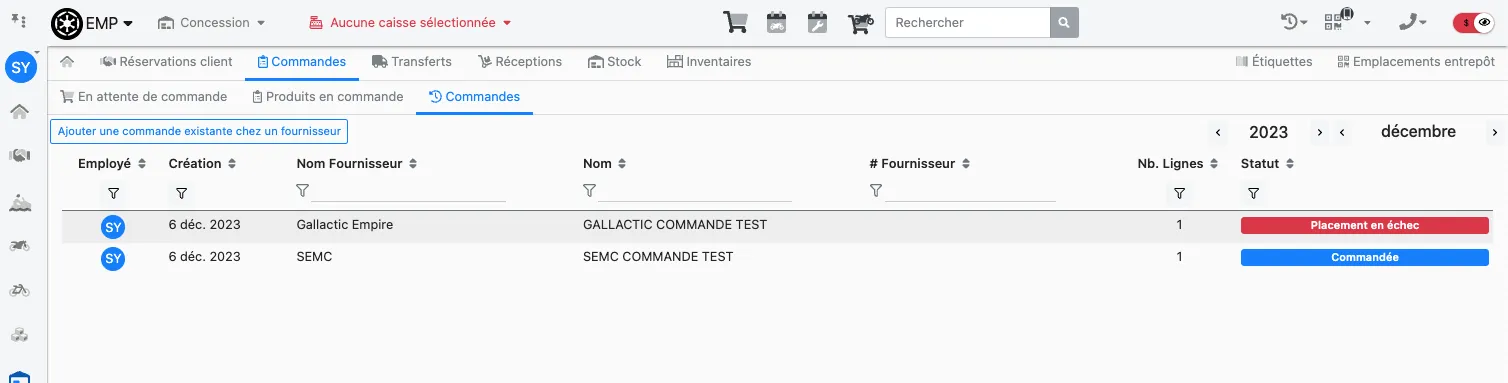 EMP Concession Aucune caisse sélectionnée Rechercher $
SY Réservations client Commandes Transferts Réceptions Stock Inventaires Étiquettes Emplacements entrepôt
En attente de commande Produits en commande Commandes
Ajouter une commande existante chez un fournisseur 2023 décembre
Employé Création Nom Fournisseur Nom # Fournisseur Nb. Lignes Statut
SY 6 déc. 2023 Gallactic Empire GALLACTIC COMMANDE TEST 1 Placement en échec
SY 6 déc. 2023 SEMC SEMC COMMANDE TEST 1 Commandée